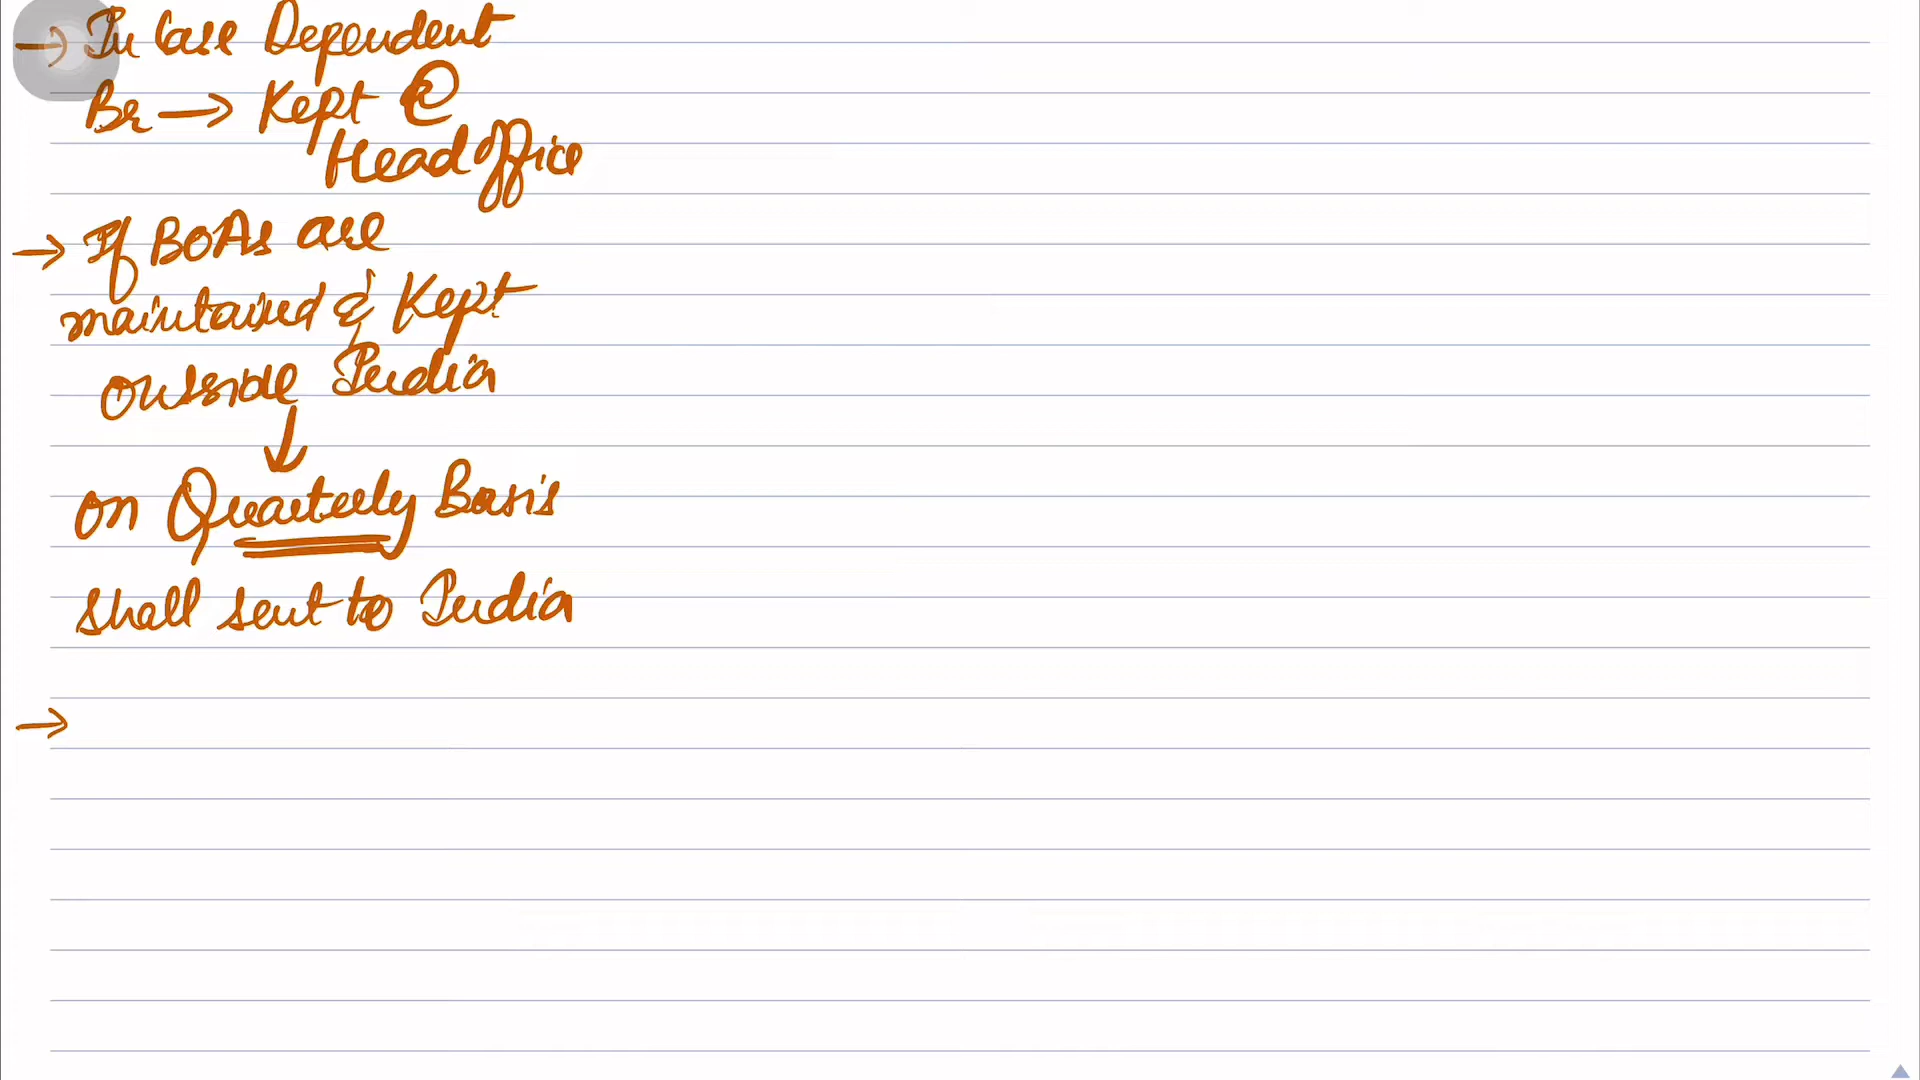 → In Case Dependent
Br → Kept @
Head office
→ If BOAs are
maintained & Kept
outside India
↓
on Quarterly Basis
shall sent to India
→